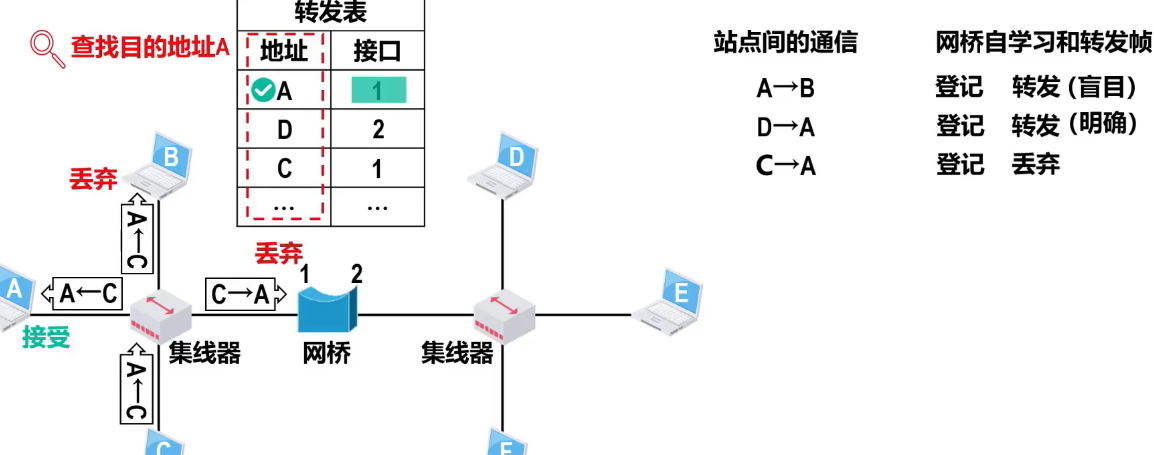 转发表
查找目的地址A
地址 接口
A 1
D 2
C 1
... ...
站点间的通信 网桥自学习和转发帧
A→B 登记 转发 (盲目)
D→A 登记 转发 (明确)
C→A 登记 丢弃
B
丢弃
D
A←C
丢弃
1 2
A
A←C
C→A
E
接受
集线器
网桥
集线器
A←C
C